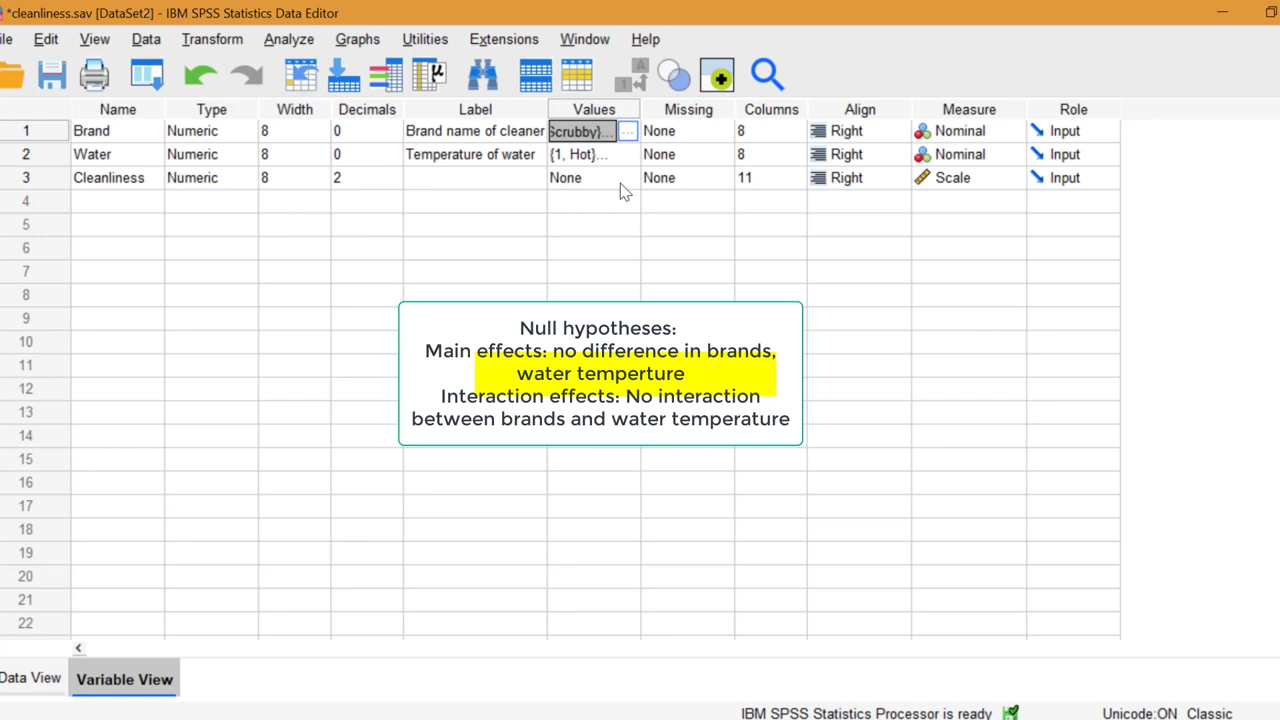 *cleanliness.sav [DataSet2] - IBM SPSS Statistics Data Editor
ile Edit View Data Transform Analyze Graphs Utilities Extensions Window Help
Name Type Width Decimals Label Values Missing Columns Align Measure Role
1 Brand Numeric 8 0 Brand name of cleaner Scrubby}... ... None 8 Right Nominal Input
2 Water Numeric 8 0 Temperature of water {1, Hot}... None 8 Right Nominal Input
3 Cleanliness Numeric 8 2 None None 11 Right Scale Input
4
5
6
7
8
9
10
11
12
13
14
15
16
17
18
19
20
21
22
Null hypotheses:
Main effects: no difference in brands,
water temperture
Interaction effects: No interaction
between brands and water temperature
Data View Variable View
IBM SPSS Statistics Processor is ready Unicode:ON Classic